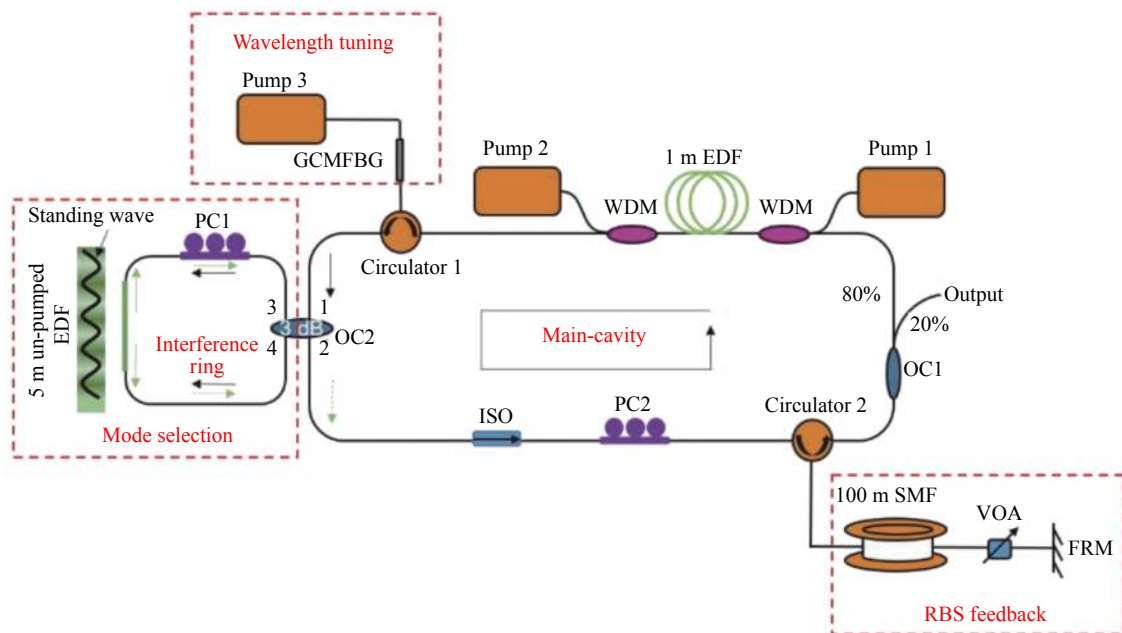 Wavelength tuning
Pump 3
GCMFBG
Pump 2
1 m EDF
Pump 1
WDM
WDM
Standing wave
PC1
Circulator 1
5 m un-pumped
EDF
3
1
3 dB
OC2
4
2
Interference
ring
Main-cavity
80%
Output
20%
OC1
Mode selection
ISO
PC2
Circulator 2
100 m SMF
VOA
FRM
RBS feedback